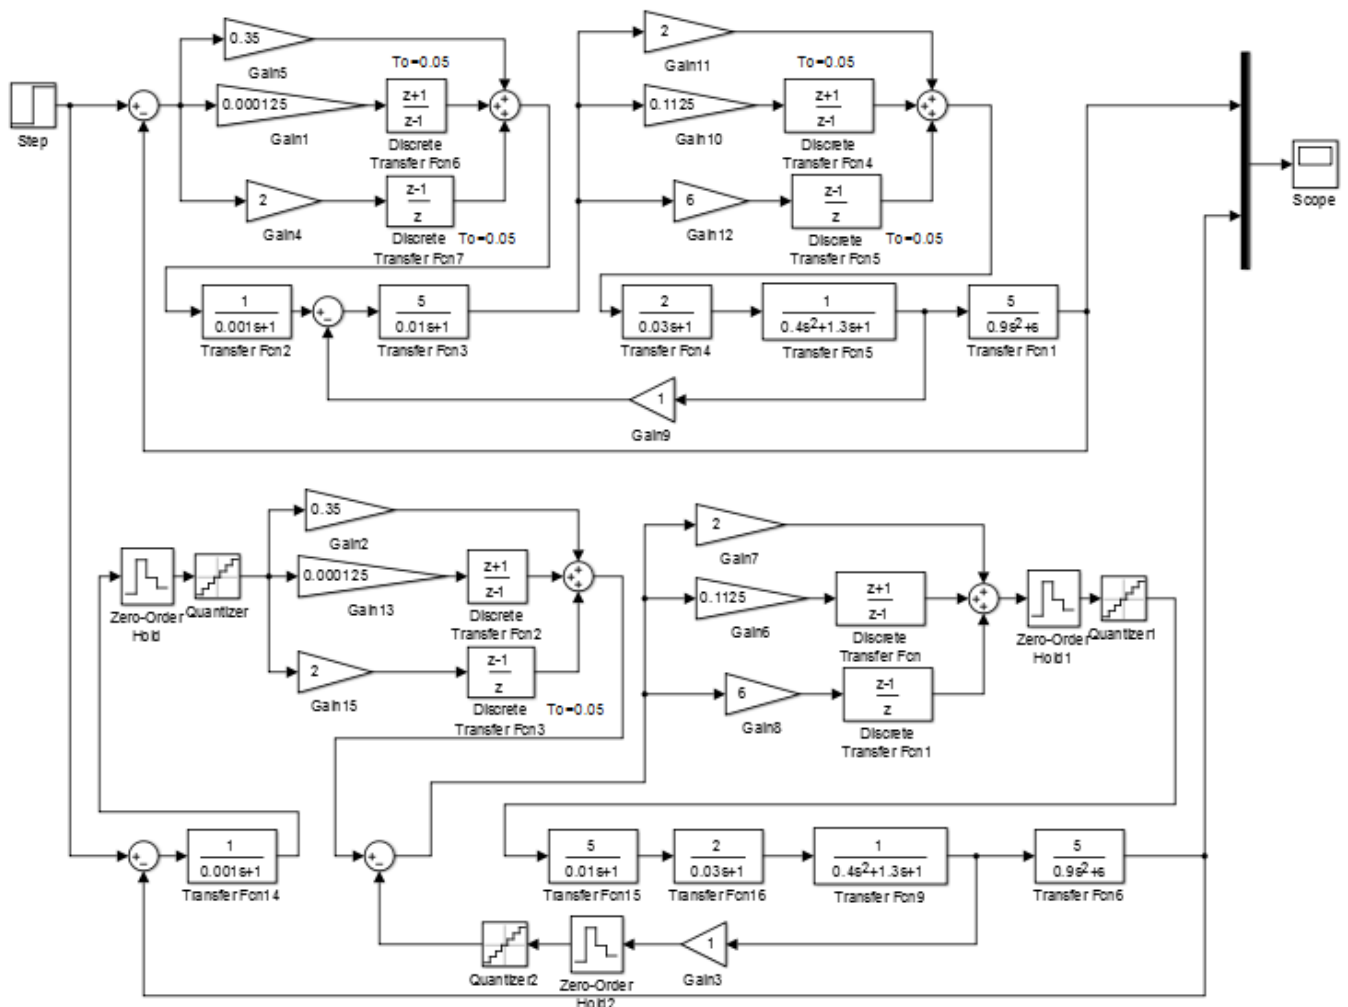 Step
+
−
0.35
Gain5
0.000125
Gain1
2
Gain4
To=0.05
z+1
z-1
Discrete
Transfer Fcn6
z-1
z
Discrete
Transfer Fcn7
To=0.05
+
+
+
2
Gain11
0.1125
Gain10
6
Gain12
To=0.05
z+1
z-1
Discrete
Transfer Fcn4
z-1
z
Discrete
Transfer Fcn5
To=0.05
+
+
+
Scope
1
0.001s+1
Transfer Fcn2
+
−
5
0.01s+1
Transfer Fcn3
2
0.03s+1
Transfer Fcn4
1
0.4s²+1.3s+1
Transfer Fcn5
5
0.9s²+s
Transfer Fcn1
1
Gain9
Zero-Order
Hold
Quantizer
0.35
Gain2
0.000125
Gain13
2
Gain15
z+1
z-1
Discrete
Transfer Fcn2
z-1
z
Discrete
Transfer Fcn3
To=0.05
+
+
+
2
Gain7
0.1125
Gain6
6
Gain8
z+1
z-1
Discrete
Transfer Fcn
z-1
z
Discrete
Transfer Fcn1
+
+
+
Zero-Order
Hold1
Quantizer1
+
−
1
0.001s+1
Transfer Fcn14
+
−
5
0.01s+1
Transfer Fcn15
2
0.03s+1
Transfer Fcn16
1
0.4s²+1.3s+1
Transfer Fcn9
5
0.9s²+s
Transfer Fcn6
Quantizer2
Zero-Order
Hold2
1
Gain3